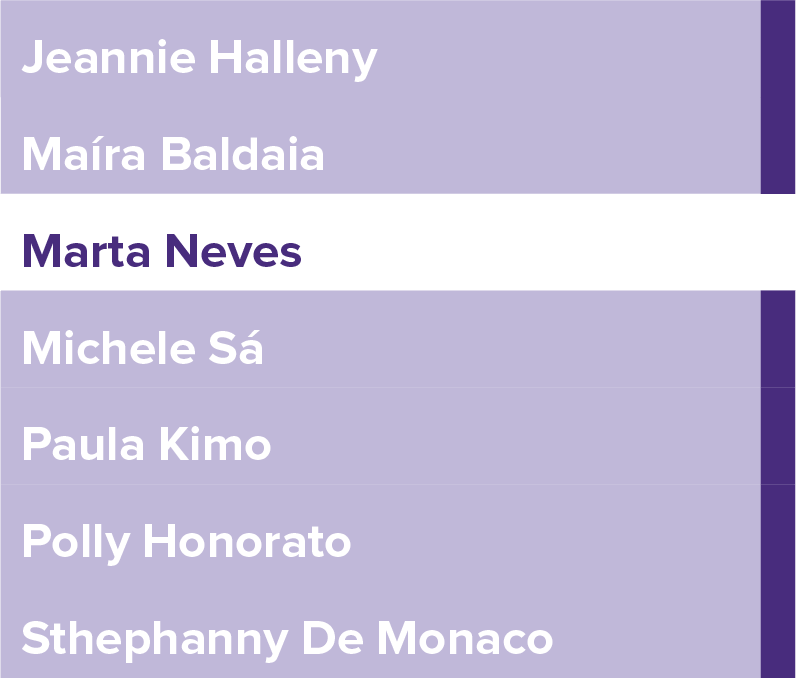 Jeannie Halleny
Maíra Baldaia
Marta Neves
Michele Sá
Paula Kimo
Polly Honorato
Sthephanny De Monaco